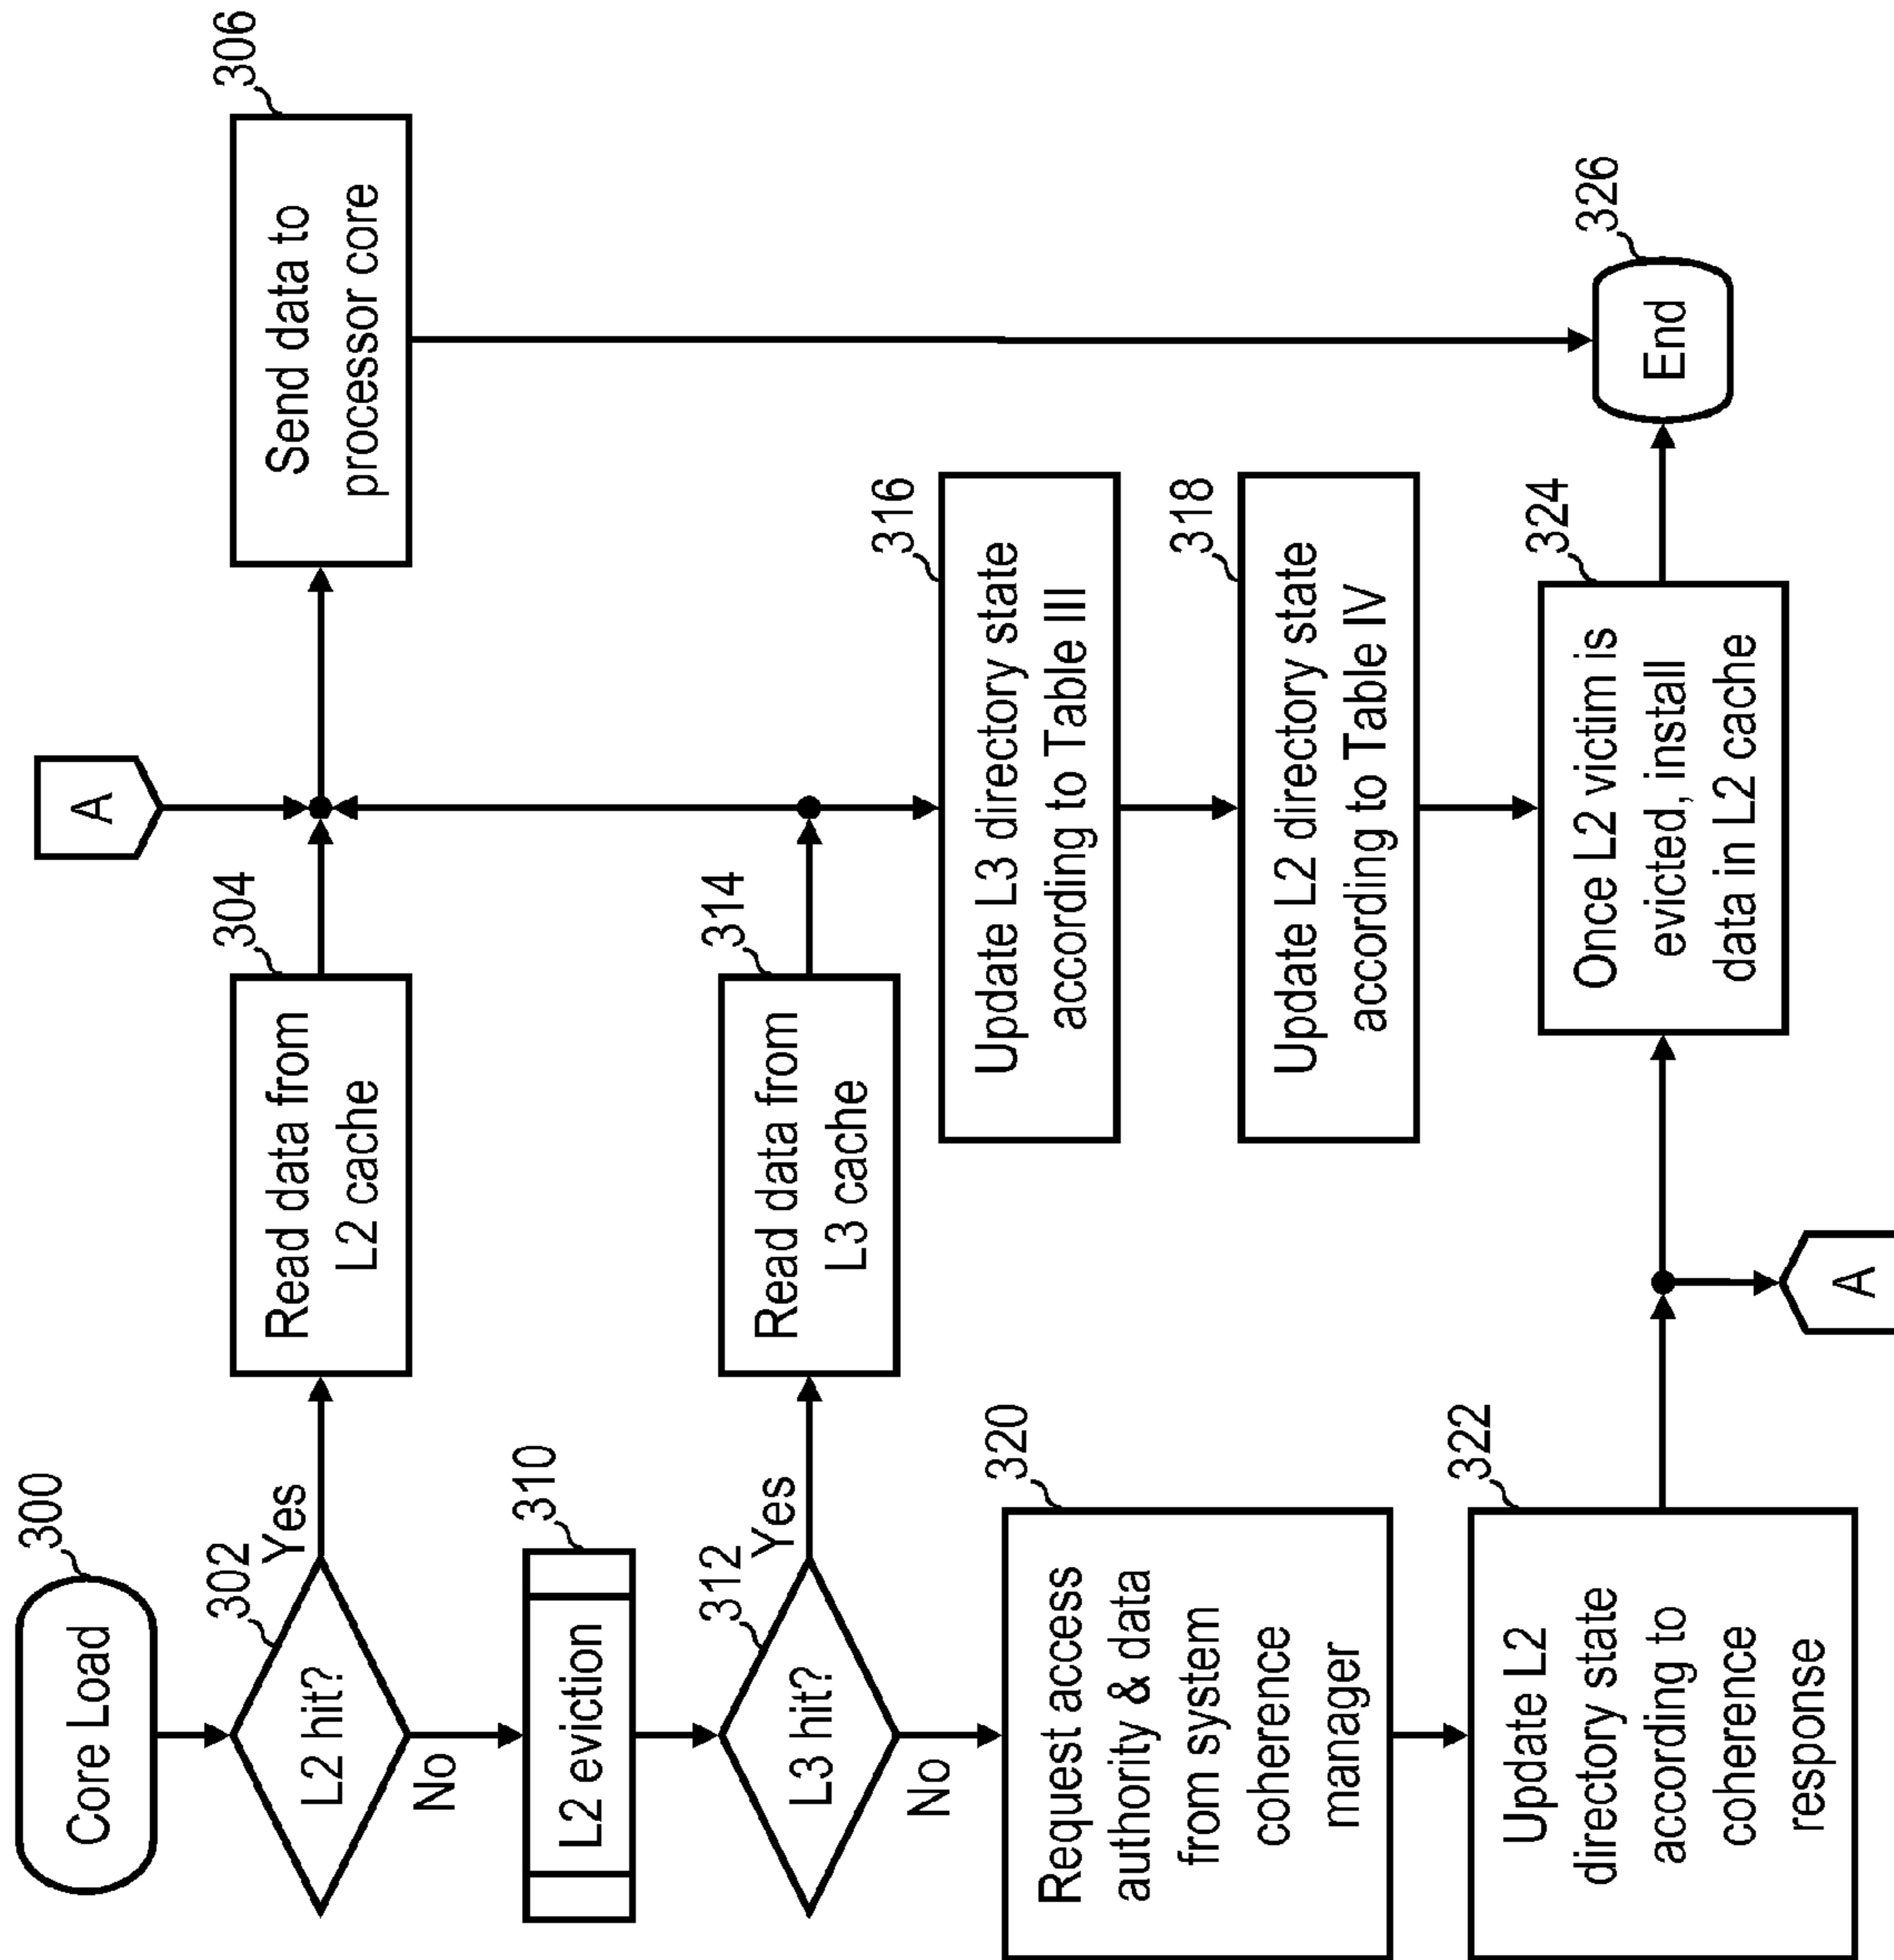 Core Load
300
L2 hit?
302
Yes
No
Read data from
L2 cache
304
A
Send data to
processor core
306
L2 eviction
310
L3 hit?
312
Yes
No
Read data from
L3 cache
314
Update L3 directory state
according to Table III
316
Update L2 directory state
according to Table IV
318
Request access
authority & data
from system
coherence
manager
320
Update L2
directory state
according to
coherence
response
322
A
Once L2 victim is
evicted, install
data in L2 cache
324
End
326